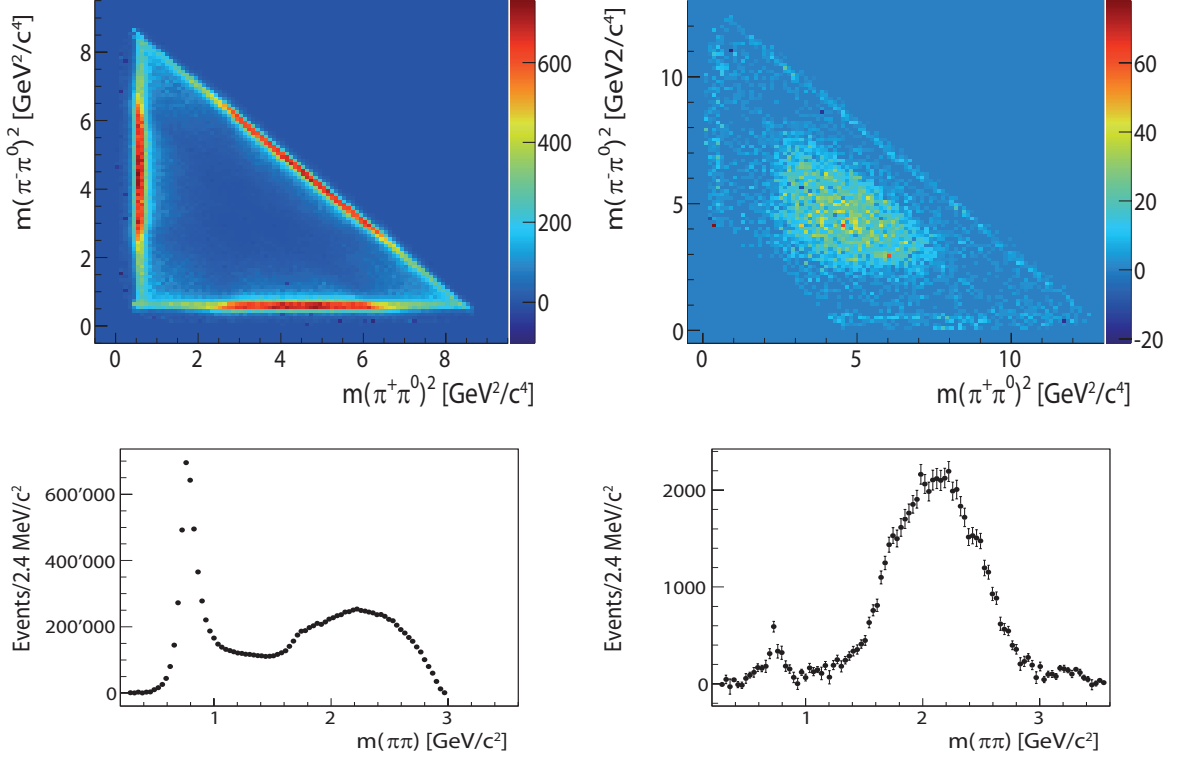 m(π⁻π⁰)² [GeV²/c⁴]
8
6
4
2
0
0 2 4 6 8
m(π⁺π⁰)² [GeV²/c⁴]
600
400
200
0
m(π⁻π⁰)² [GeV2/c⁴]
10
5
0
0 5 10
m(π⁺π⁰)² [GeV²/c⁴]
60
40
20
0
-20
Events/2.4 MeV/c²
600'000
400'000
200'000
0
1 2 3
m(ππ) [GeV/c²]
Events/2.4 MeV/c²
2000
1000
0
1 2 3
m(ππ) [GeV/c²]